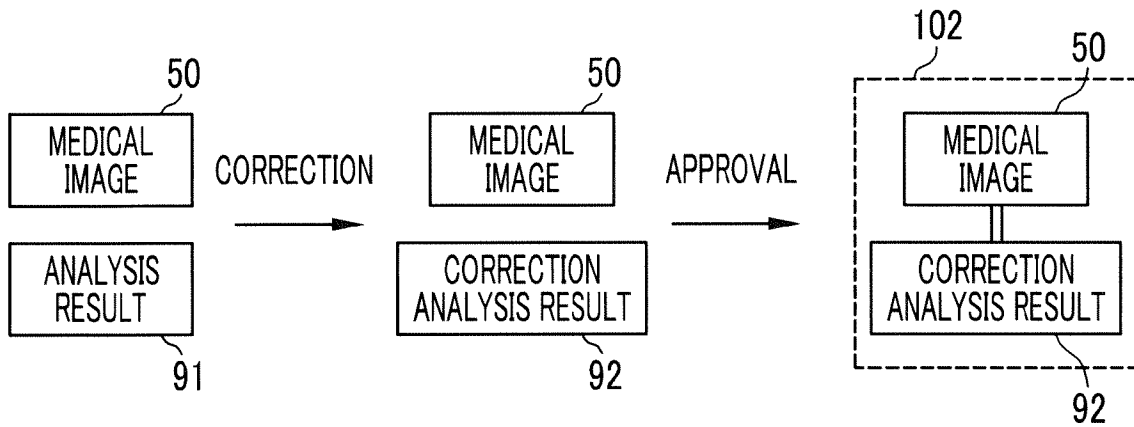 50
MEDICAL
IMAGE
ANALYSIS
RESULT
91
CORRECTION
50
MEDICAL
IMAGE
CORRECTION
ANALYSIS RESULT
92
APPROVAL
102
50
MEDICAL
IMAGE
CORRECTION
ANALYSIS RESULT
92